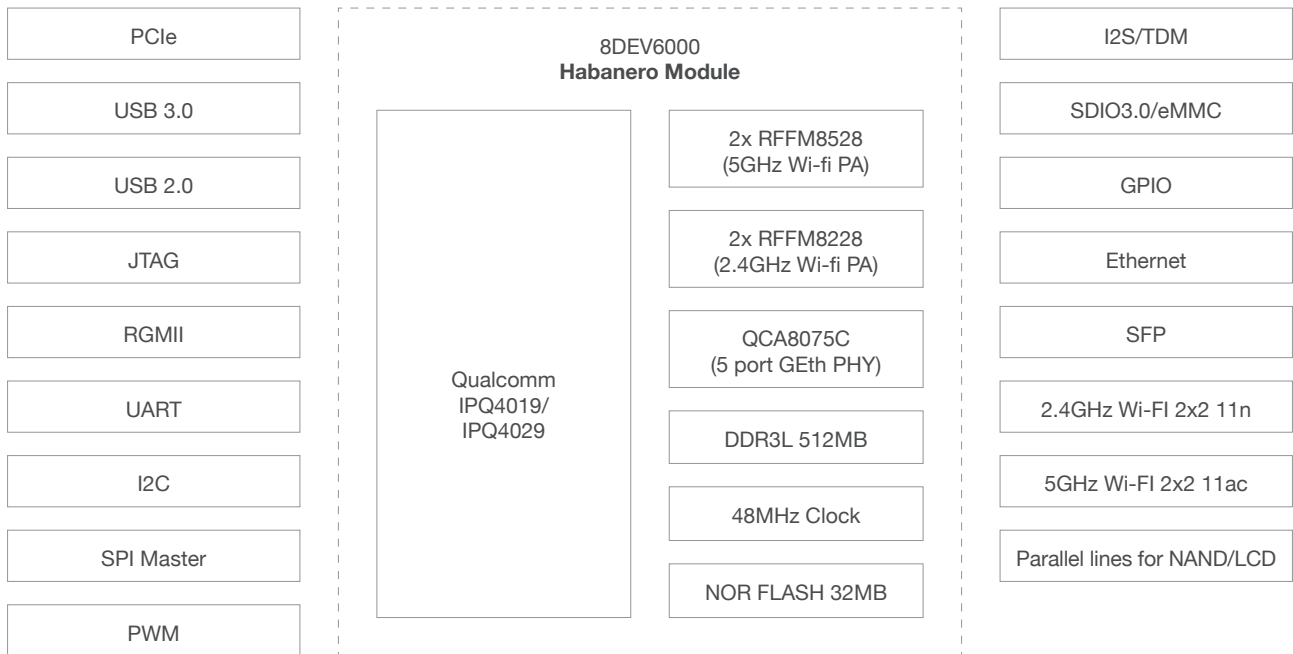 PCIe
USB 3.0
USB 2.0
JTAG
RGMII
UART
I2C
SPI Master
PWM
8DEV6000
Habanero Module
Qualcomm
IPQ4019/
IPQ4029
2x RFFM8528
(5GHz Wi-fi PA)
2x RFFM8228
(2.4GHz Wi-fi PA)
QCA8075C
(5 port GEth PHY)
DDR3L 512MB
48MHz Clock
NOR FLASH 32MB
I2S/TDM
SDIO3.0/eMMC
GPIO
Ethernet
SFP
2.4GHz Wi-FI 2x2 11n
5GHz Wi-FI 2x2 11ac
Parallel lines for NAND/LCD